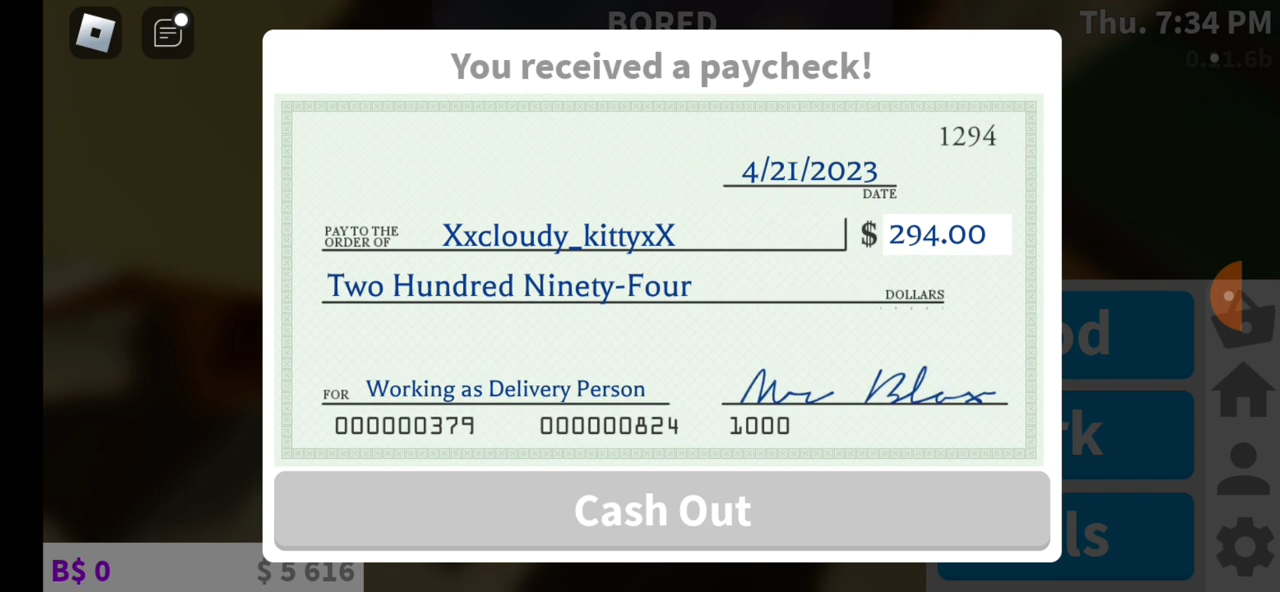 BORED
Thu. 7:34 PM
You received a paycheck!
1294
4/21/2023
DATE
PAY TO THE
ORDER OF
Xxcloudy_kittyxX
$ 294.00
Two Hundred Ninety-Four
DOLLARS
FOR Working as Delivery Person
Mr Blox
000000379 000000824 1000
Cash Out
B$ 0
$ 5 616